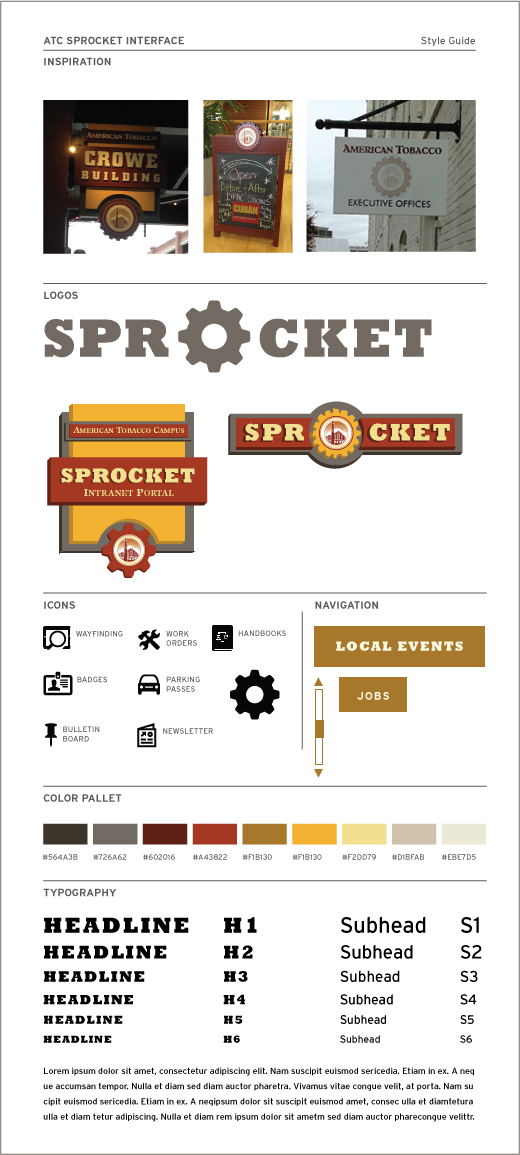 ATC SPROCKET INTERFACE
Style Guide
INSPIRATION
AMERICAN TOBACCO
CROWE
BUILDING
Open
Before & After
DPAC Shows
CUBAN
AMERICAN TOBACCO
EXECUTIVE OFFICES
LOGOS
SPROCKET
AMERICAN TOBACCO CAMPUS
SPROCKET
INTRANET PORTAL
SPROCKET
ICONS
WAYFINDING
WORK
ORDERS
HANDBOOKS
BADGES
PARKING
PASSES
BULLETIN
BOARD
NEWSLETTER
NAVIGATION
LOCAL EVENTS
JOBS
COLOR PALLET
#564A3B #726A62 #602016 #A43822 #F1B130 #F1B130 #F2DD79 #D1BFAB #EBE7D5
TYPOGRAPHY
HEADLINE H1 Subhead S1
HEADLINE H2 Subhead S2
HEADLINE H3 Subhead S3
HEADLINE H4 Subhead S4
HEADLINE H5 Subhead S5
HEADLINE H6 Subhead S6
Lorem ipsum dolor sit amet, consectetur adipiscing elit. Nam suscipit euismod sericedia. Etiam in ex. A neq
ue accumsan tempor. Nulla et diam sed diam auctor pharetra. Vivamus vitae congue velit, at porta. Nam su
cipit euismod sericedia. Etiam in ex. A neqipsum dolor sit suscipit euismod amet, consec ulla et diamtetura
ulla et diam tetur adipiscing. Nulla et diam rem ipsum dolor sit ametm sed diam auctor pharecongue velittr.